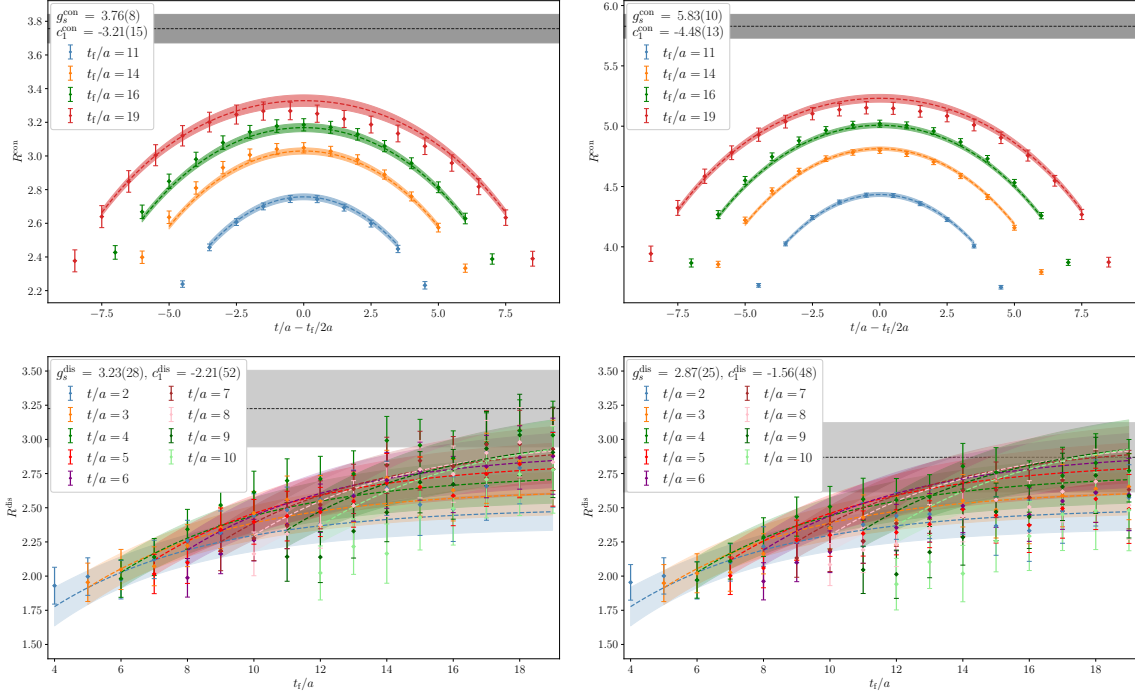 g_s^con = 3.76(8)
c_1^con = -3.21(15)
t_f/a = 11
t_f/a = 14
t_f/a = 16
t_f/a = 19
R^con
3.8
3.6
3.4
3.2
3.0
2.8
2.6
2.4
2.2
−7.5 −5.0 −2.5 0.0 2.5 5.0 7.5
t/a − t_f/2a
g_s^con = 5.83(10)
c_1^con = -4.48(13)
t_f/a = 11
t_f/a = 14
t_f/a = 16
t_f/a = 19
R^con
6.0
5.5
5.0
4.5
4.0
−7.5 −5.0 −2.5 0.0 2.5 5.0 7.5
t/a − t_f/2a
g_s^dis = 3.23(28), c_1^dis = -2.21(52)
t/a = 2 t/a = 7
t/a = 3 t/a = 8
t/a = 4 t/a = 9
t/a = 5 t/a = 10
t/a = 6
R^dis
3.50
3.25
3.00
2.75
2.50
2.25
2.00
1.75
1.50
4 6 8 10 12 14 16 18
t_f/a
g_s^dis = 2.87(25), c_1^dis = -1.56(48)
t/a = 2 t/a = 7
t/a = 3 t/a = 8
t/a = 4 t/a = 9
t/a = 5 t/a = 10
t/a = 6
R^dis
3.50
3.25
3.00
2.75
2.50
2.25
2.00
1.75
1.50
4 6 8 10 12 14 16 18
t_f/a